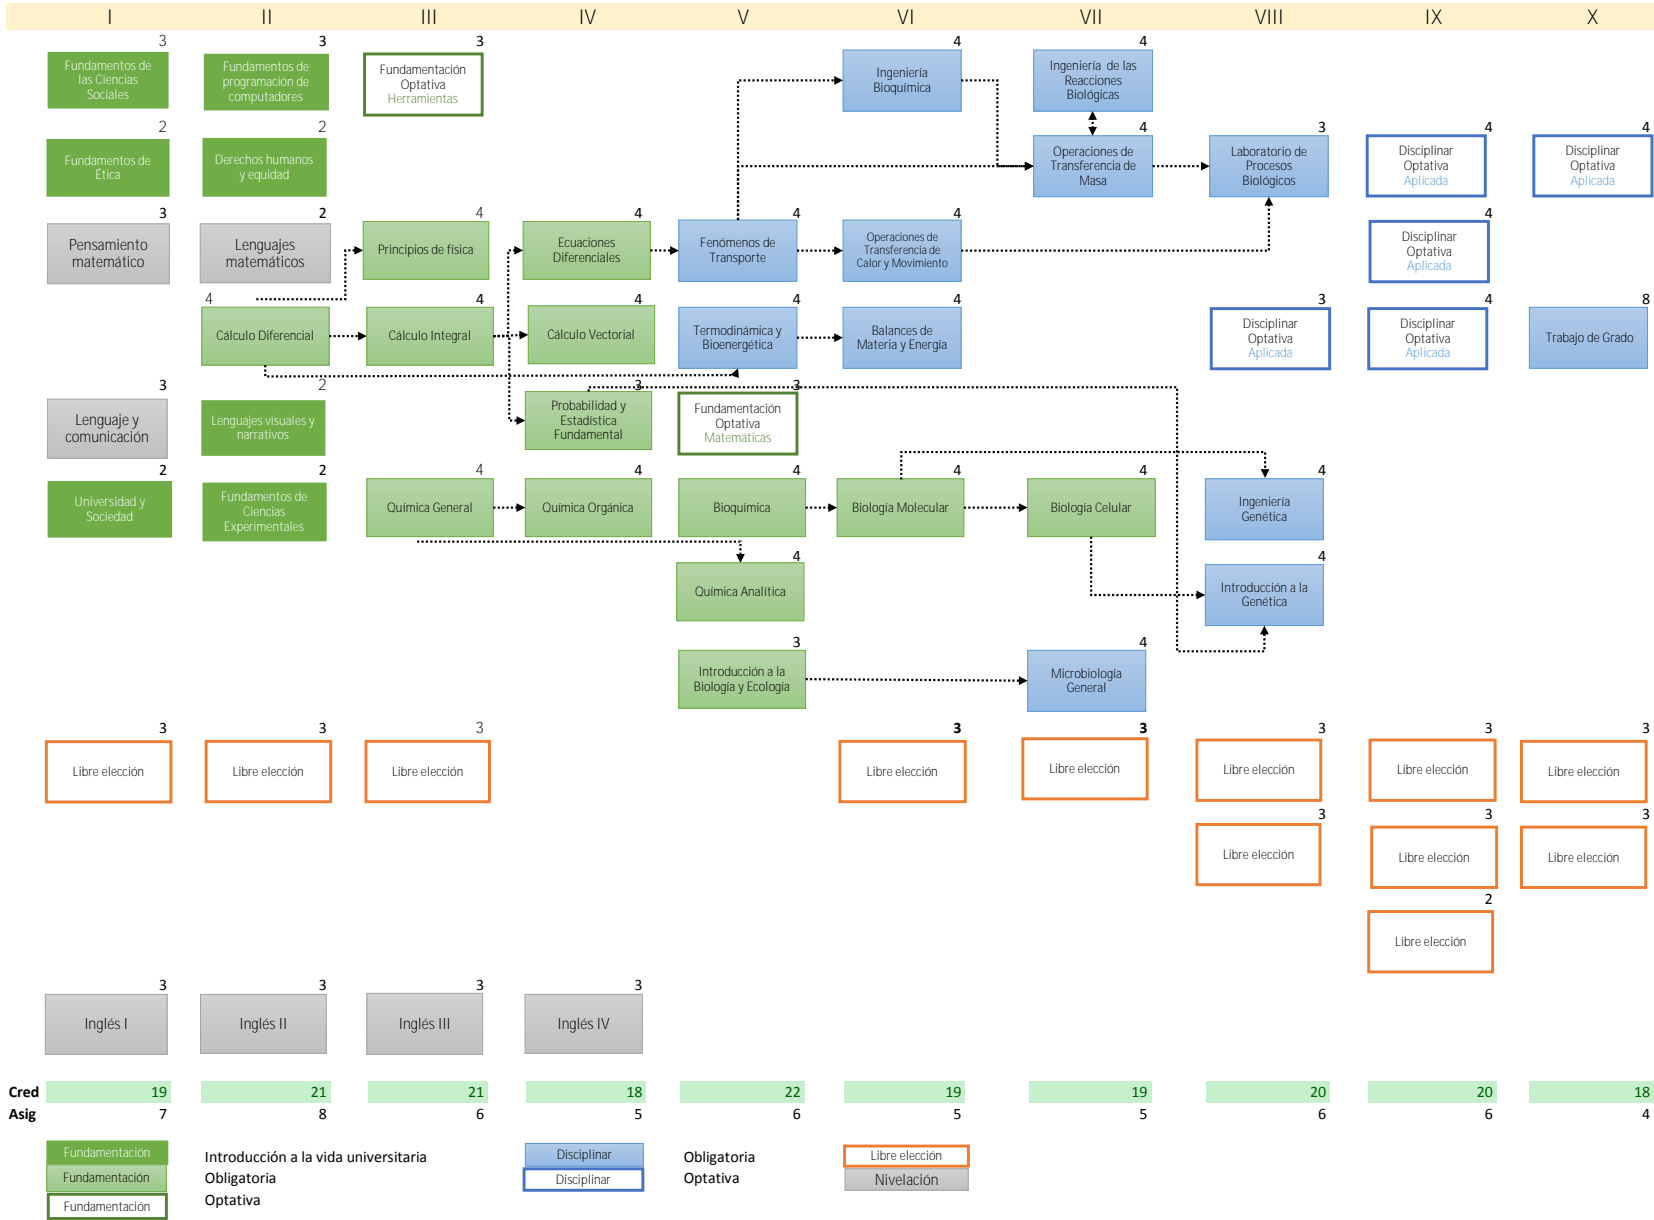 I II III IV V VI VII VIII IX X
3 3 3 4 4
Fundamentos de
las Ciencias
Sociales
Fundamentos de
programación de
computadores
Fundamentación
Optativa
Herramientas
Ingeniería
Bioquímica
Ingeniería de las
Reacciones
Biológicas
2 2 4 3 4 4
Fundamentos de
Ética
Derechos humanos
y equidad
Operaciones de
Transferencia de
Masa
Laboratorio de
Procesos
Biológicos
Disciplinar
Optativa
Aplicada
Disciplinar
Optativa
Aplicada
3 2 4 4 4 4 4
Pensamiento
matemático
Lenguajes
matemáticos
Principios de física
Ecuaciones
Diferenciales
Fenómenos de
Transporte
Operaciones de
Transferencia de
Calor y Movimiento
Disciplinar
Optativa
Aplicada
4 4 4 4 4 3 4 8
Cálculo Diferencial
Cálculo Integral
Cálculo Vectorial
Termodinámica y
Bioenergética
Balances de
Materia y Energía
Disciplinar
Optativa
Aplicada
Disciplinar
Optativa
Aplicada
Trabajo de Grado
3 2 3 3
Lenguaje y
comunicación
Lenguajes visuales y
narrativos
Probabilidad y
Estadística
Fundamental
Fundamentación
Optativa
Matemáticas
2 2 4 4 4 4 4 4
Universidad y
Sociedad
Fundamentos de
Ciencias
Experimentales
Química General
Química Orgánica
Bioquímica
Biología Molecular
Biología Celular
Ingeniería
Genética
4 4
Química Analítica
Introducción a la
Genética
3 4
Introducción a la
Biología y Ecología
Microbiología
General
3 3 3 3 3 3 3 3
Libre elección Libre elección Libre elección Libre elección Libre elección Libre elección Libre elección Libre elección
3 3 3
Libre elección Libre elección Libre elección
2
Libre elección
3 3 3 3
Inglés I Inglés II Inglés III Inglés IV
Cred 19 21 21 18 22 19 19 20 20 18
Asig 7 8 6 5 6 5 5 6 6 4
Fundamentación Introducción a la vida universitaria Disciplinar Obligatoria Libre elección
Fundamentación Obligatoria Disciplinar Optativa Nivelación
Fundamentación Optativa